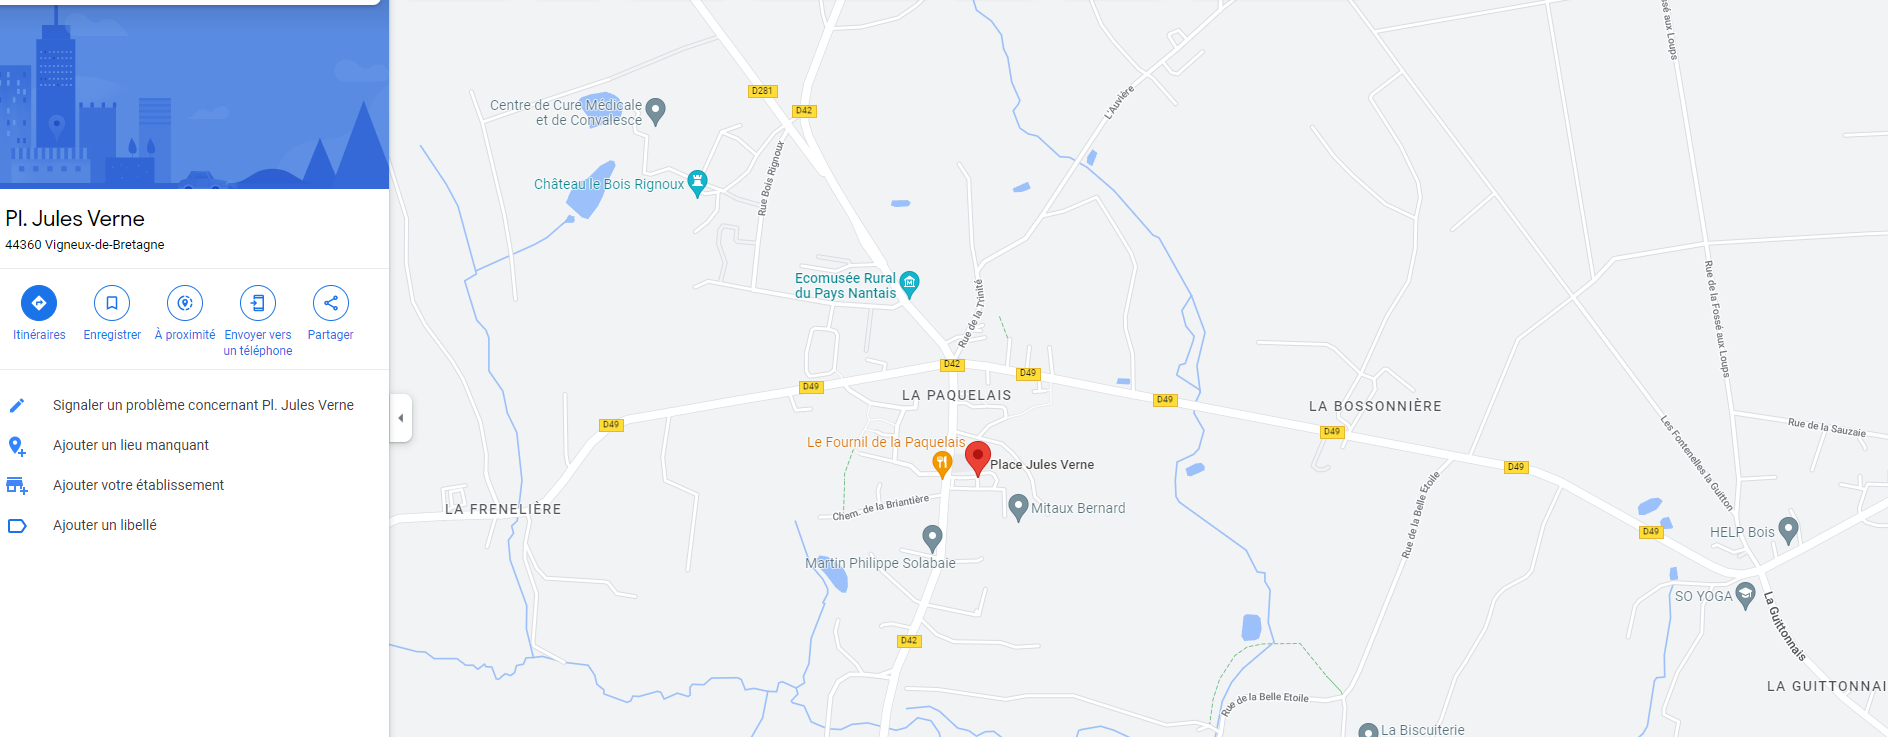 Pl. Jules Verne
44360 Vigneux-de-Bretagne
Itinéraires
Enregistrer
À proximité
Envoyer vers
un téléphone
Partager
Signaler un problème concernant Pl. Jules Verne
Ajouter un lieu manquant
Ajouter votre établissement
Ajouter un libellé
Fossé aux Loups
D281
Centre de Cure Médicale
et de Convalesce
D42
L'Auvière
Rue Bois Rignoux
Château le Bois Rignoux
Ecomusée Rural
du Pays Nantais
Rue de la Trinité
Rue de la Fossé aux Loups
D42
D49
D49
LA PAQUELAIS
D49
LA BOSSONNIÈRE
D49
D49
Rue de la Sauzaie
Le Fournil de la Paquelais
Place Jules Verne
D49
Les Fontenelles la Guitton
LA FRENELIÈRE
Chem. de la Briantière
Mitaux Bernard
Rue de la Belle Etoile
D49
HELP Bois
Martin Philippe Solabaie
SO YOGA
La Guittonnais
D42
LA GUITTONNAI
Rue de la Belle Etoile
La Biscuiterie